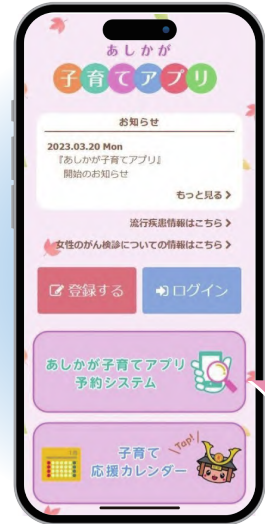 あしかが
子育てアプリ
お知らせ
2023.03.20 Mon
『あしかが子育てアプリ』
開始のお知らせ
もっと見る
流行疾患情報はこちら
女性のがん検診についての情報はこちら
登録する
ログイン
あしかが子育てアプリ
予約システム
子育て
応援カレンダー
Tap!